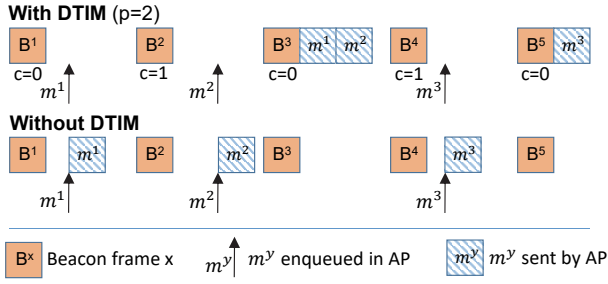 With DTIM (p=2)
B¹ B² B³ m¹ m² B⁴ B⁵ m³
c=0 c=1 c=0 c=1 c=0
m¹ m² m³
Without DTIM
B¹ m¹ B² m² B³ B⁴ m³ B⁵
m¹ m² m³
Bˣ Beacon frame x mʸ mʸ enqueued in AP mʸ mʸ sent by AP